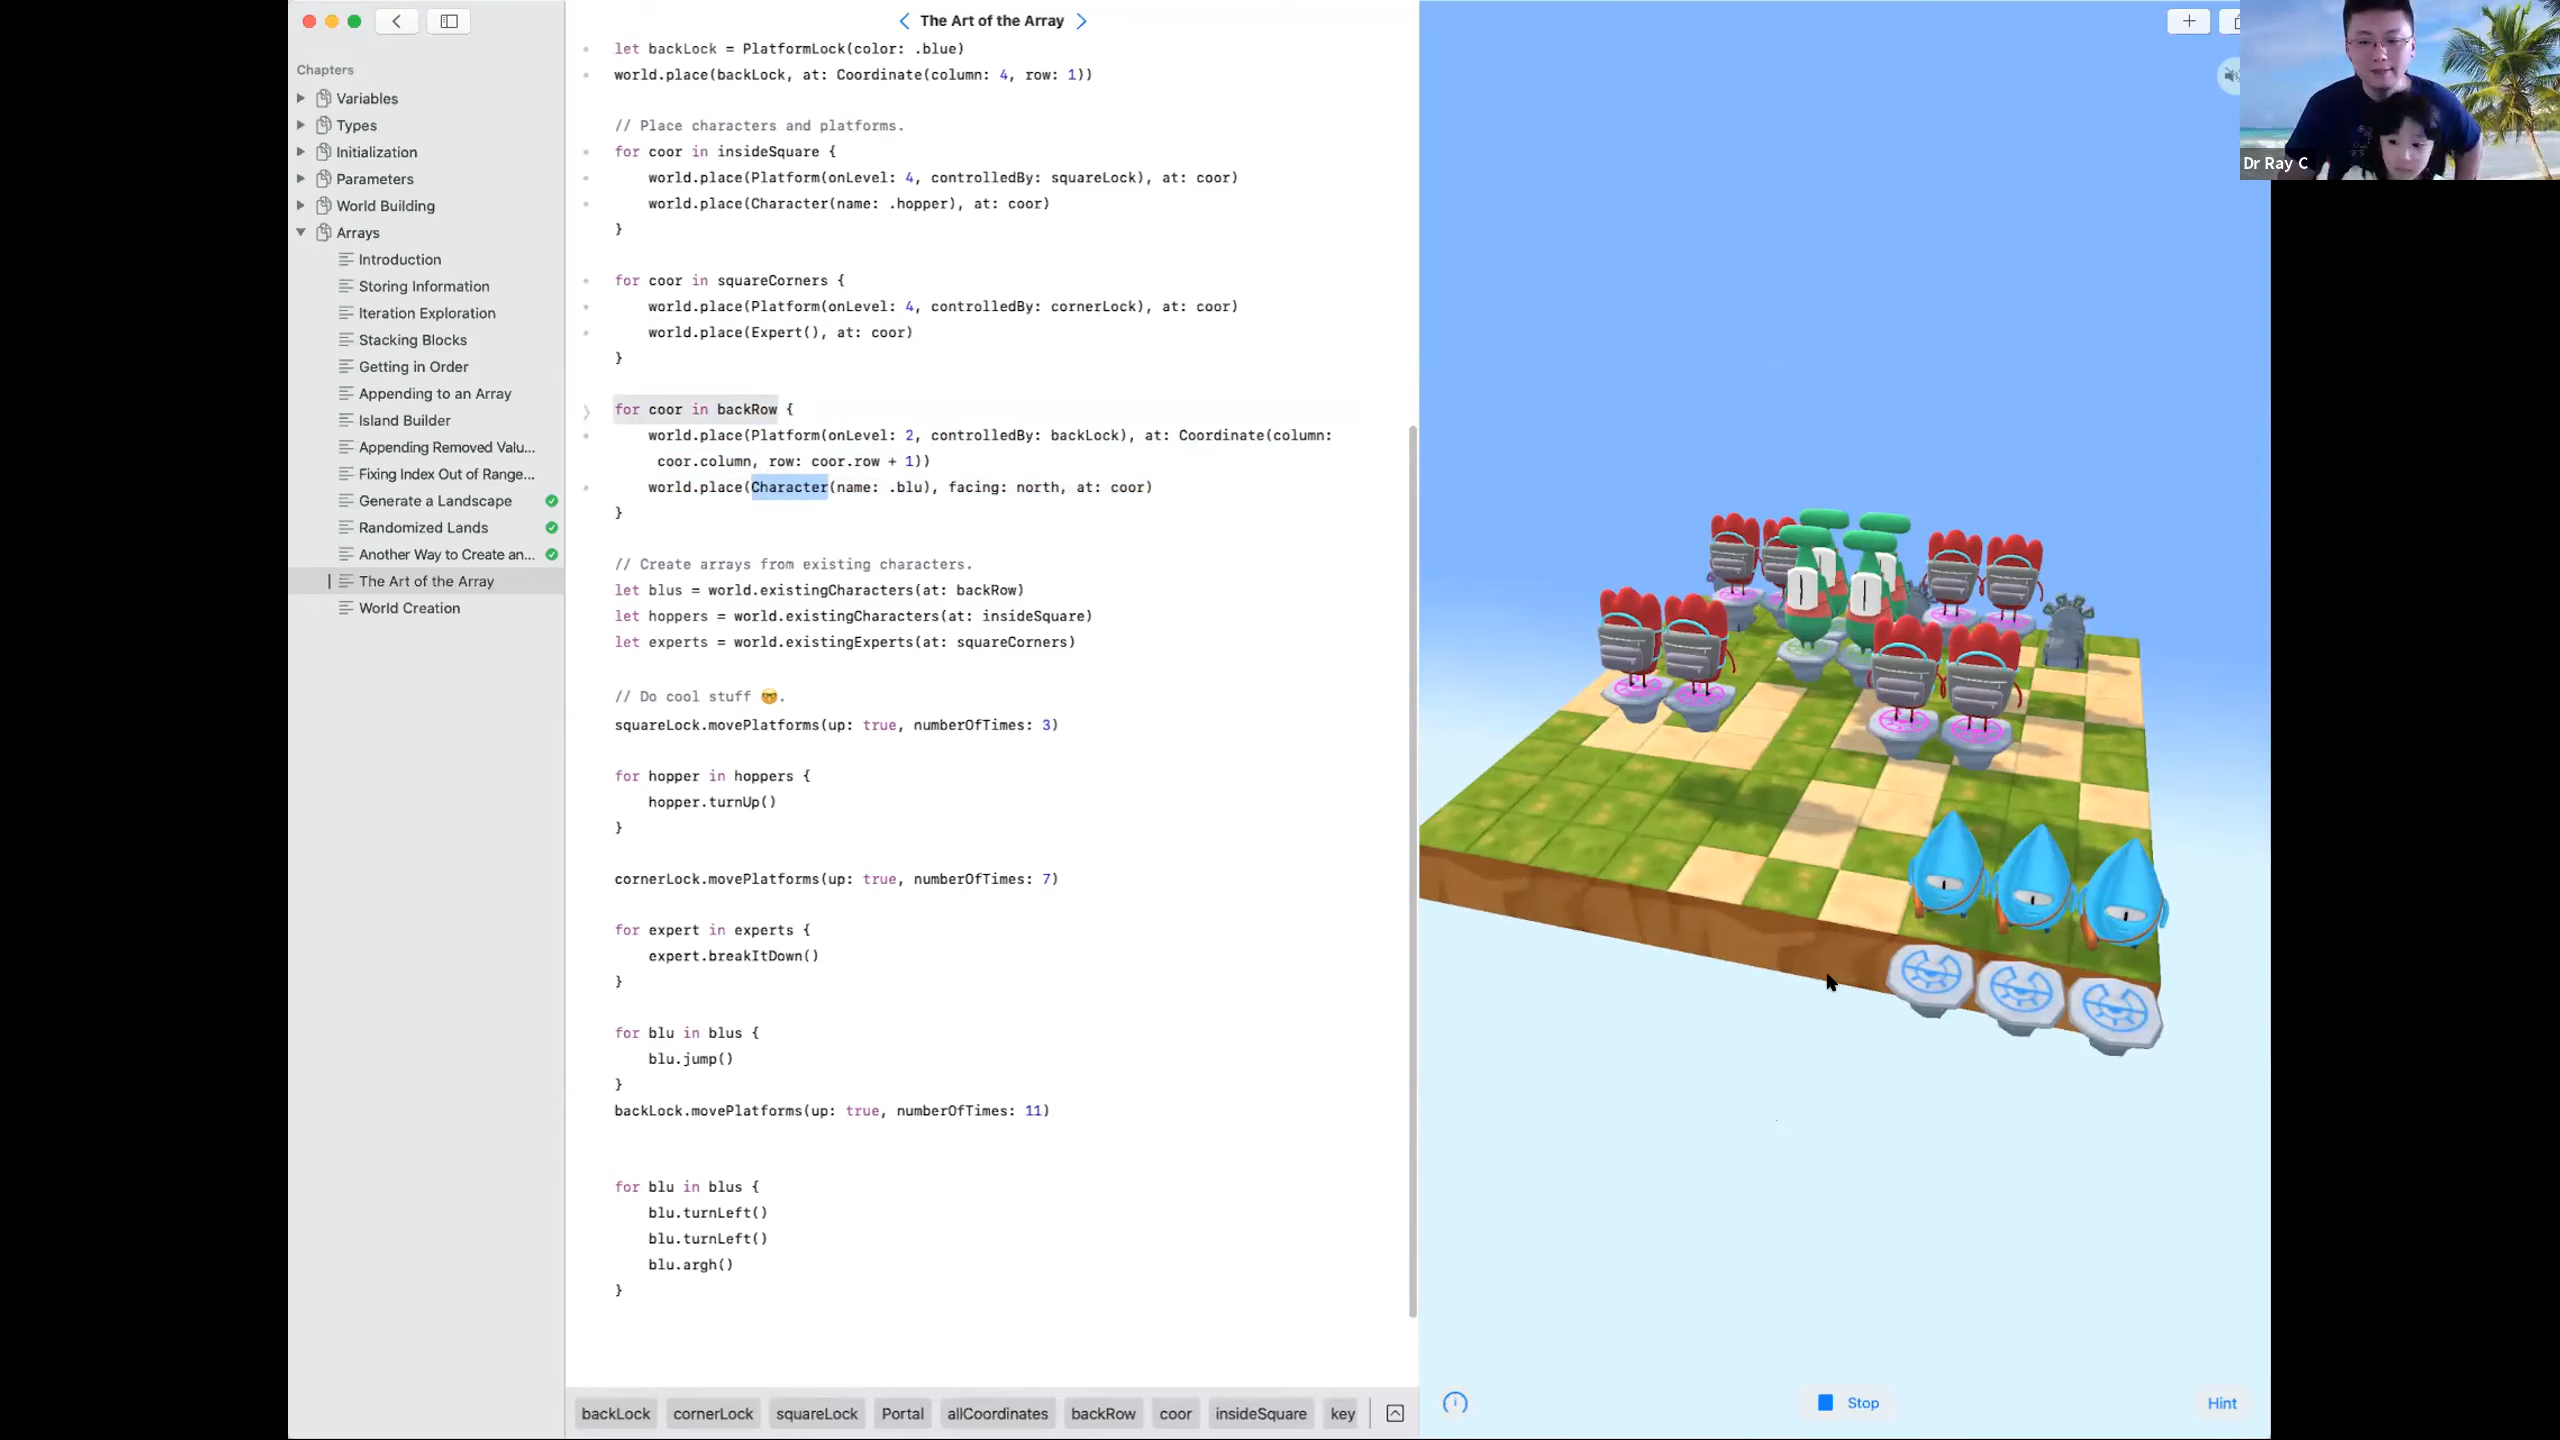 The Art of the Array
Chapters
Variables
Types
Initialization
Parameters
World Building
Arrays
Introduction
Storing Information
Iteration Exploration
Stacking Blocks
Getting in Order
Appending to an Array
Island Builder
Appending Removed Valu...
Fixing Index Out of Range...
Generate a Landscape
Randomized Lands
Another Way to Create an...
The Art of the Array
World Creation
let backLock = PlatformLock(color: .blue)
world.place(backLock, at: Coordinate(column: 4, row: 1))
// Place characters and platforms.
for coor in insideSquare {
world.place(Platform(onLevel: 4, controlledBy: squareLock), at: coor)
world.place(Character(name: .hopper), at: coor)
}
for coor in squareCorners {
world.place(Platform(onLevel: 4, controlledBy: cornerLock), at: coor)
world.place(Expert(), at: coor)
}
for coor in backRow {
world.place(Platform(onLevel: 2, controlledBy: backLock), at: Coordinate(column:
coor.column, row: coor.row + 1))
world.place(Character(name: .blu), facing: north, at: coor)
}
// Create arrays from existing characters.
let blus = world.existingCharacters(at: backRow)
let hoppers = world.existingCharacters(at: insideSquare)
let experts = world.existingExperts(at: squareCorners)
// Do cool stuff 🤓.
squareLock.movePlatforms(up: true, numberOfTimes: 3)
for hopper in hoppers {
hopper.turnUp()
}
cornerLock.movePlatforms(up: true, numberOfTimes: 7)
for expert in experts {
expert.breakItDown()
}
for blu in blus {
blu.jump()
}
backLock.movePlatforms(up: true, numberOfTimes: 11)
for blu in blus {
blu.turnLeft()
blu.turnLeft()
blu.argh()
}
backLock cornerLock squareLock Portal allCoordinates backRow coor insideSquare key
Stop
Hint
Dr Ray C